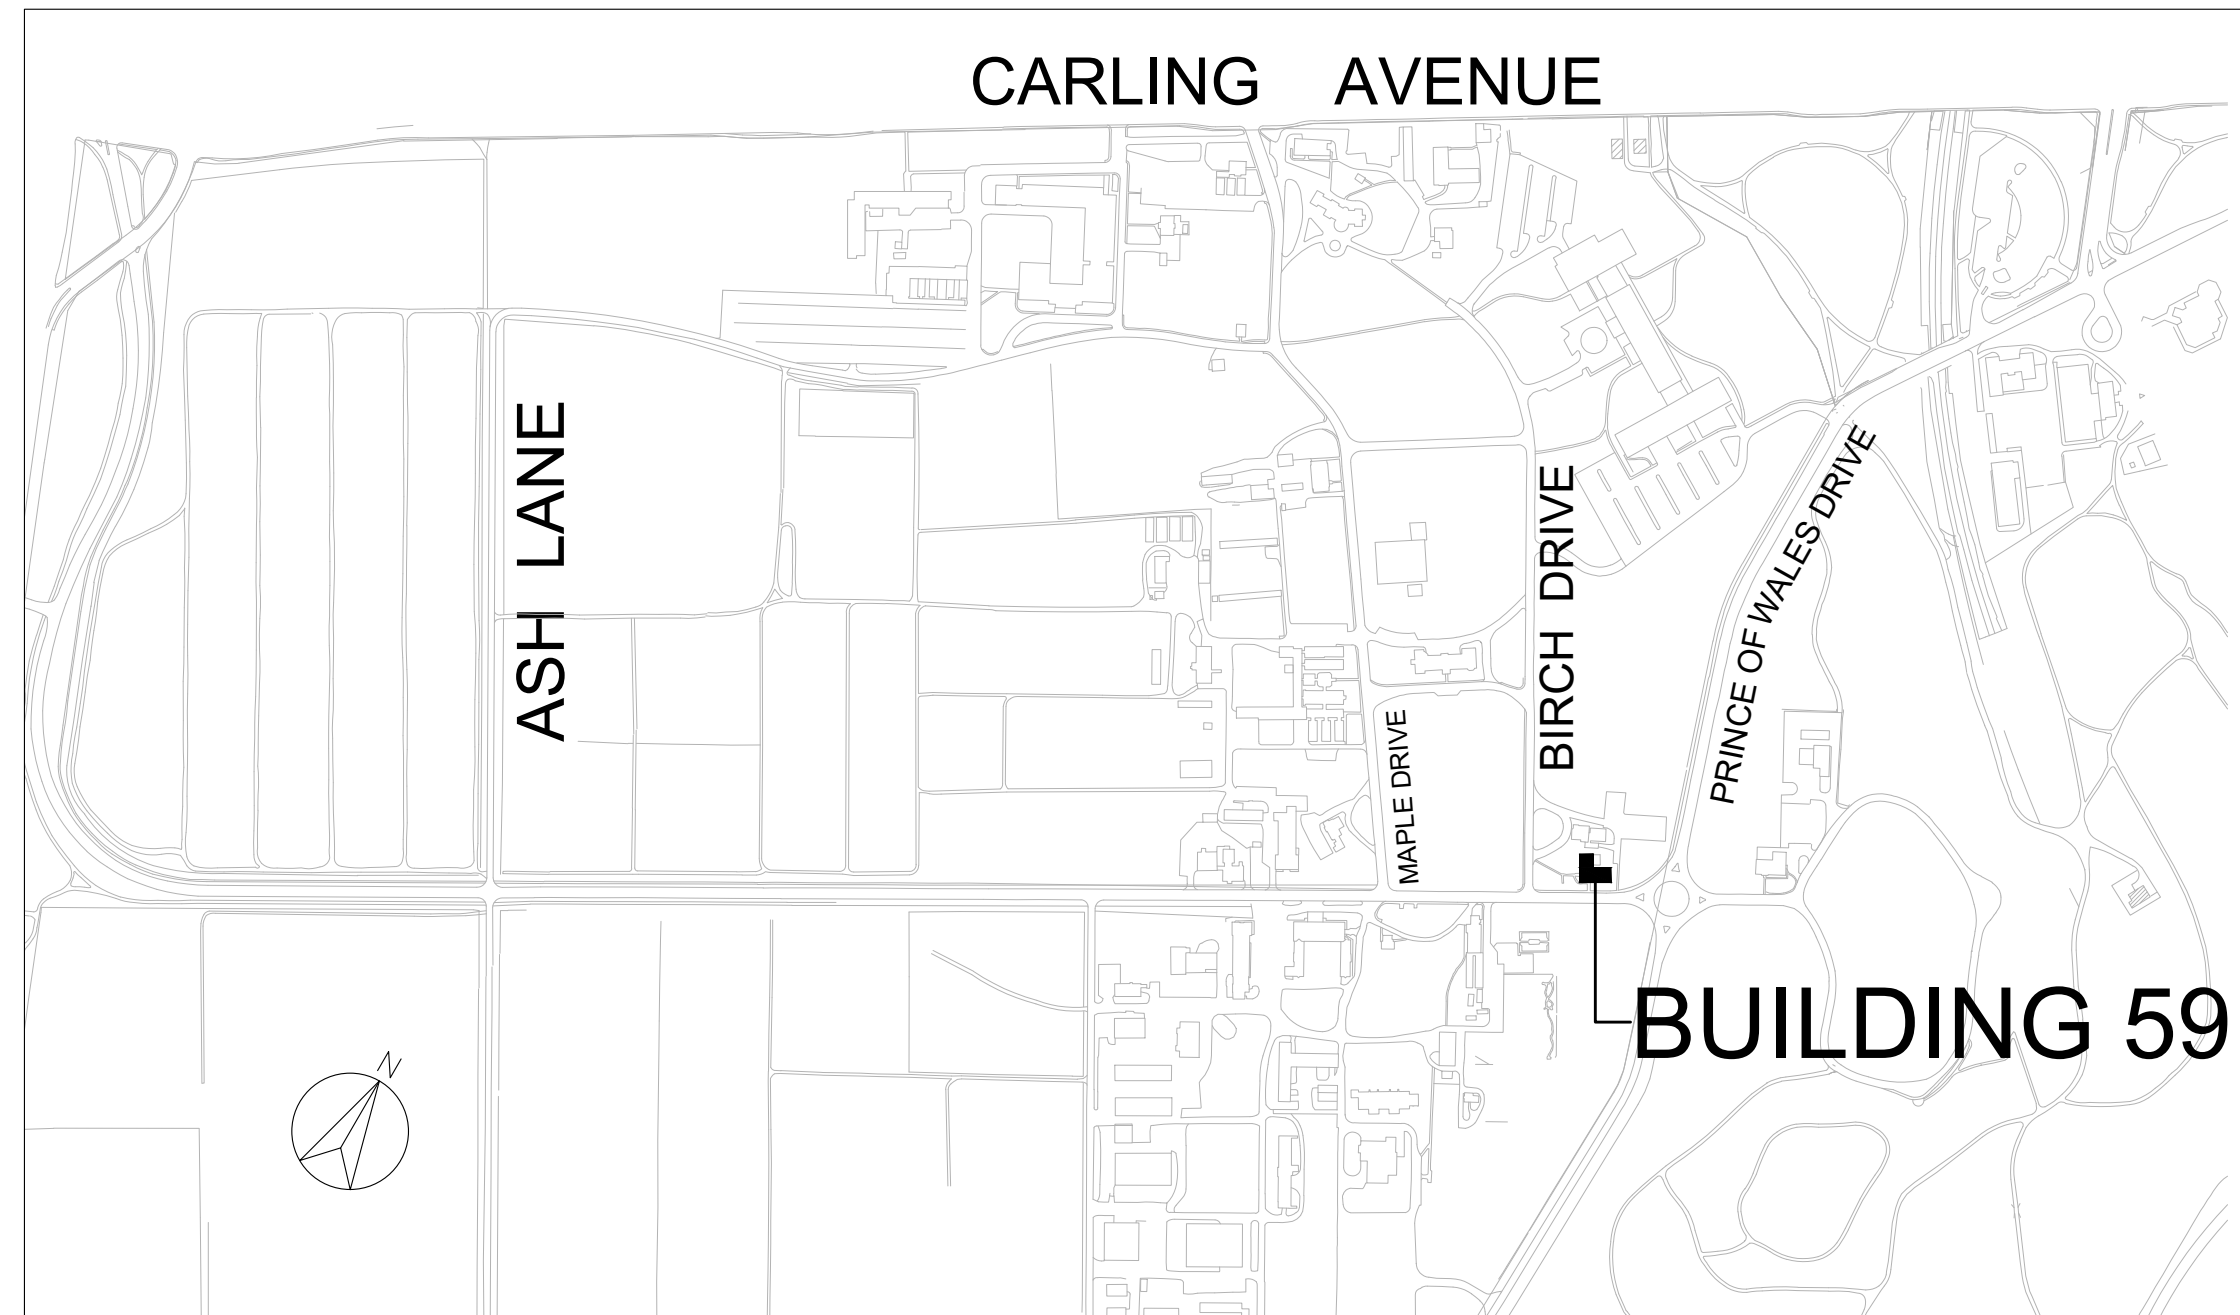 CARLING AVENUE
ASH LANE
BIRCH DRIVE
PRINCE OF WALES DRIVE
MAPLE DRIVE
BUILDING 59
N